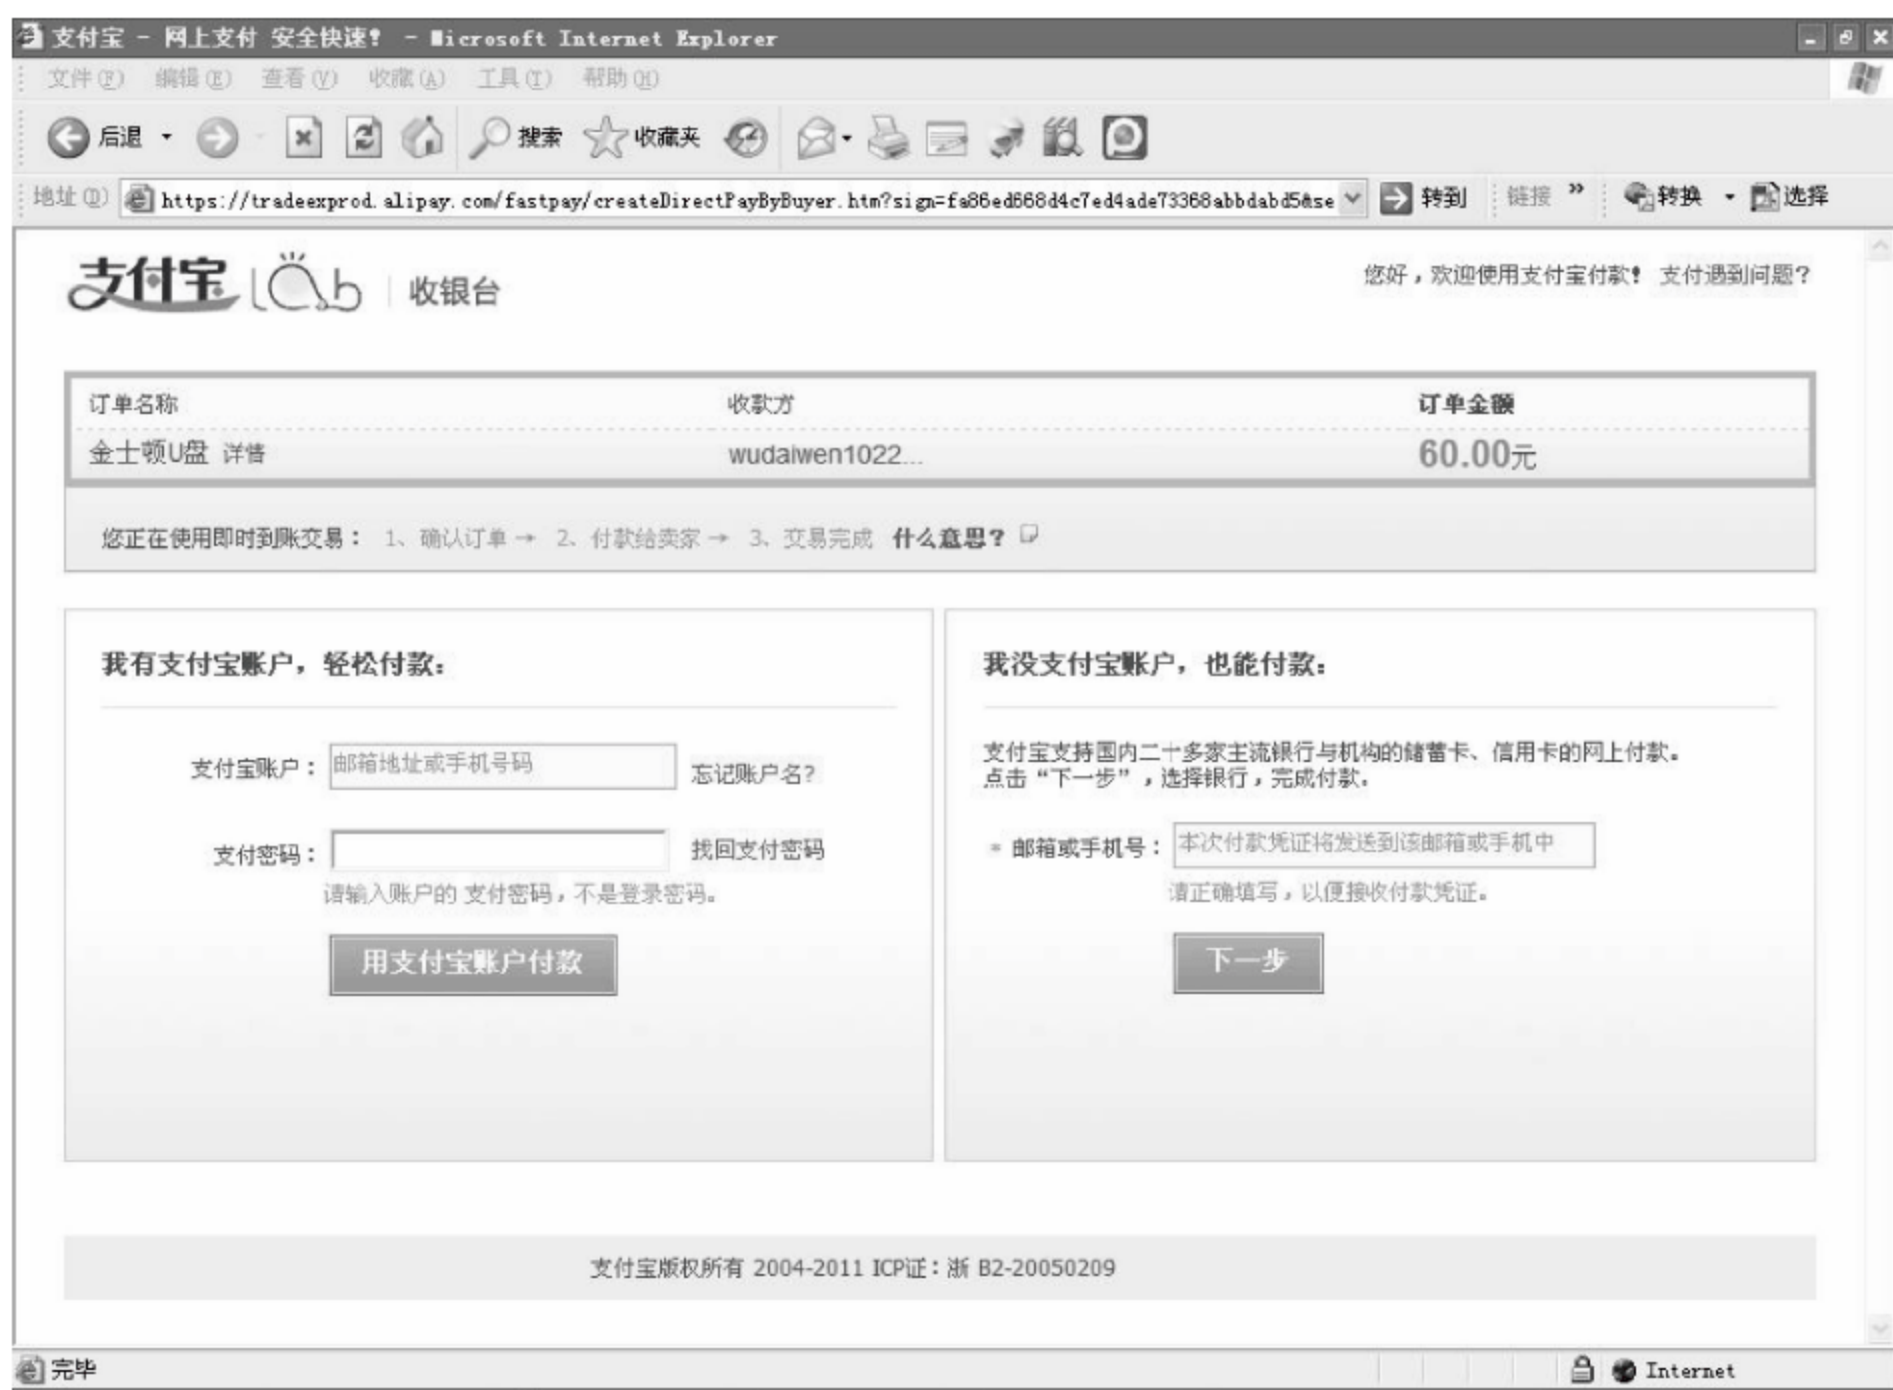 支付宝 - 网上支付 安全快速! - Microsoft Internet Explorer
文件(F) 编辑(E) 查看(V) 收藏(A) 工具(T) 帮助(H)
后退 搜索 收藏夹
地址(D) https://tradeexprod.alipay.com/fastpay/createDirectPayByBuyer.htm?sign=fa86ed668d4c7ed4ade73368abbdabd5&se 转到 链接 » 转换 选择
支付宝 lab 收银台 您好,欢迎使用支付宝付款! 支付遇到问题?
订单名称 收款方 订单金额
金士顿U盘 详情 wudaiwen1022... 60.00元
您正在使用即时到账交易: 1、确认订单→ 2、付款给卖家→ 3、交易完成 什么意思?
我有支付宝账户,轻松付款:
支付宝账户: 邮箱地址或手机号码 忘记账户名?
支付密码: 找回支付密码
请输入账户的 支付密码,不是登录密码。
用支付宝账户付款
我没支付宝账户,也能付款:
支付宝支持国内二十多家主流银行与机构的储蓄卡、信用卡的网上付款。
点击“下一步”,选择银行,完成付款。
* 邮箱或手机号: 本次付款凭证将发送到该邮箱或手机中
请正确填写,以便接收付款凭证。
下一步
支付宝版权所有 2004-2011 ICP证:浙 B2-20050209
完毕 Internet